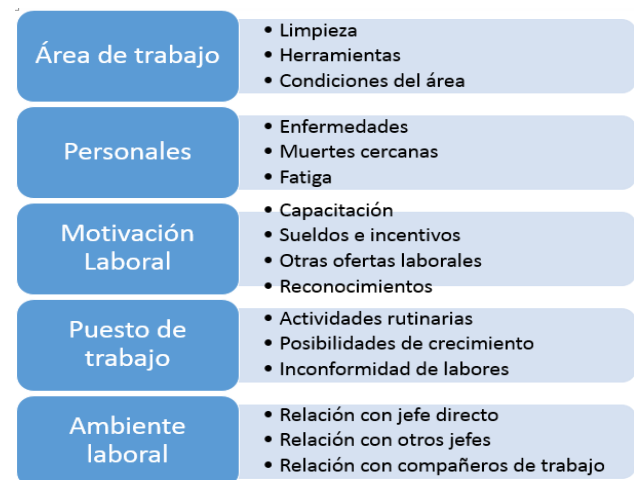 Área de trabajo
• Limpieza
• Herramientas
• Condiciones del área
Personales
• Enfermedades
• Muertes cercanas
• Fatiga
Motivación
Laboral
• Capacitación
• Sueldos e incentivos
• Otras ofertas laborales
• Reconocimientos
Puesto de
trabajo
• Actividades rutinarias
• Posibilidades de crecimiento
• Inconformidad de labores
Ambiente
laboral
• Relación con jefe directo
• Relación con otros jefes
• Relación con compañeros de trabajo